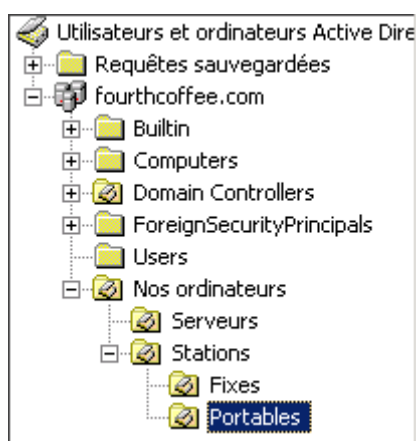 Utilisateurs et ordinateurs Active Dire
Requêtes sauvegardées
fourthcoffee.com
Builtin
Computers
Domain Controllers
ForeignSecurityPrincipals
Users
Nos ordinateurs
Serveurs
Stations
Fixes
Portables